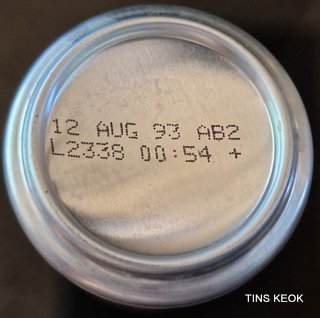 12 AUG 93 AB2
L2338 00:54 +
TINS KEOK